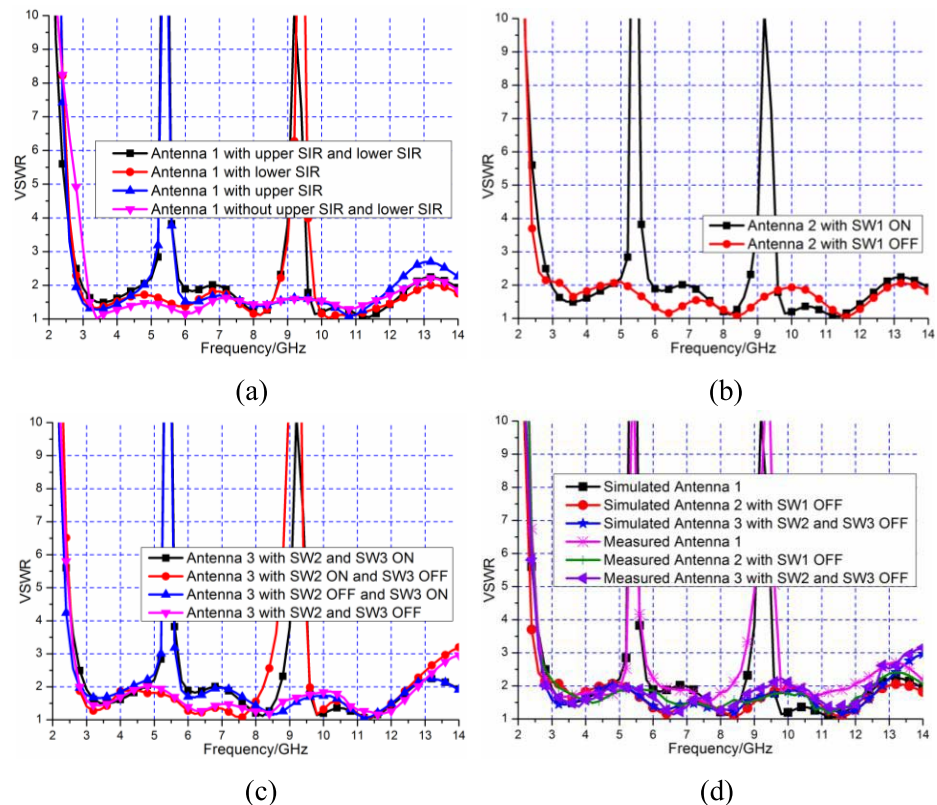 10
9
8
7
6
5
4
3
2
1
VSWR
Antenna 1 with upper SIR and lower SIR
Antenna 1 with lower SIR
Antenna 1 with upper SIR
Antenna 1 without upper SIR and lower SIR
2 3 4 5 6 7 8 9 10 11 12 13 14
Frequency/GHz
(a)
10
9
8
7
6
5
4
3
2
1
VSWR
Antenna 2 with SW1 ON
Antenna 2 with SW1 OFF
2 3 4 5 6 7 8 9 10 11 12 13 14
Frequency/GHz
(b)
10
9
8
7
6
5
4
3
2
1
VSWR
Antenna 3 with SW2 and SW3 ON
Antenna 3 with SW2 ON and SW3 OFF
Antenna 3 with SW2 OFF and SW3 ON
Antenna 3 with SW2 and SW3 OFF
2 3 4 5 6 7 8 9 10 11 12 13 14
Frequency/GHz
(c)
10
9
8
7
6
5
4
3
2
1
VSWR
Simulated Antenna 1
Simulated Antenna 2 with SW1 OFF
Simulated Antenna 3 with SW2 and SW3 OFF
Measured Antenna 1
Measured Antenna 2 with SW1 OFF
Measured Antenna 3 with SW2 and SW3 OFF
2 3 4 5 6 7 8 9 10 11 12 13 14
Frequency/GHz
(d)